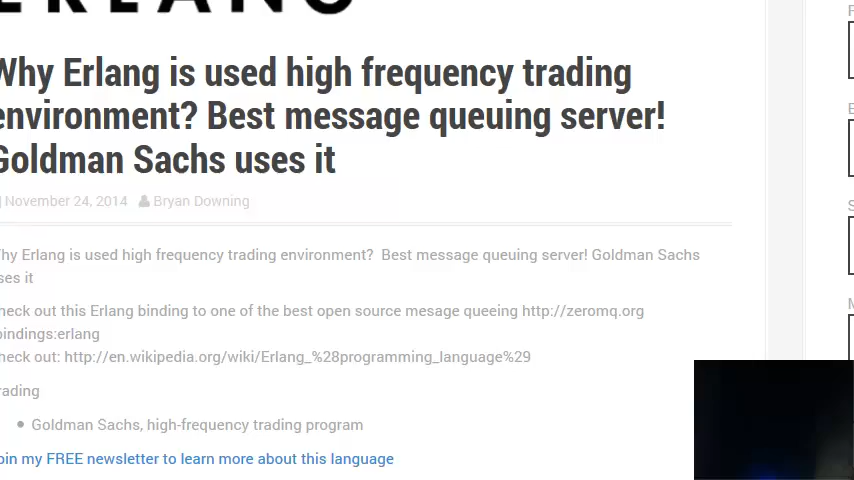 ERLANG
Why Erlang is used high frequency trading
environment? Best message queuing server!
Goldman Sachs uses it
November 24, 2014 Bryan Downing
hy Erlang is used high frequency trading environment? Best message queuing server! Goldman Sachs
ses it
heck out this Erlang binding to one of the best open source mesage queeing http://zeromq.org
bindings:erlang
heck out: http://en.wikipedia.org/wiki/Erlang_%28programming_language%29
rading
Goldman Sachs, high-frequency trading program
oin my FREE newsletter to learn more about this language